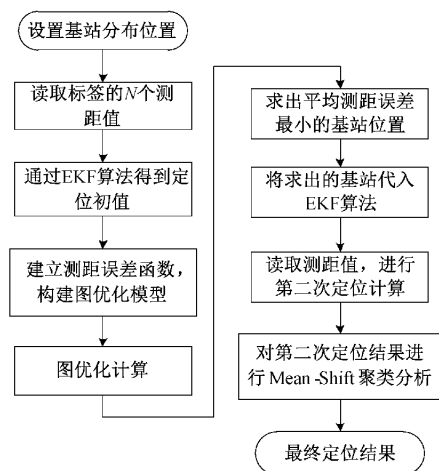 设置基站分布位置
读取标签的N个测
距值
通过EKF算法得到定
位初值
建立测距误差函数，
构建图优化模型
图优化计算
求出平均测距误差
最小的基站位置
将求出的基站代入
EKF算法
读取测距值，进行
第二次定位计算
对第二次定位结果进
行 Mean -Shift 聚类分析
最终定位结果